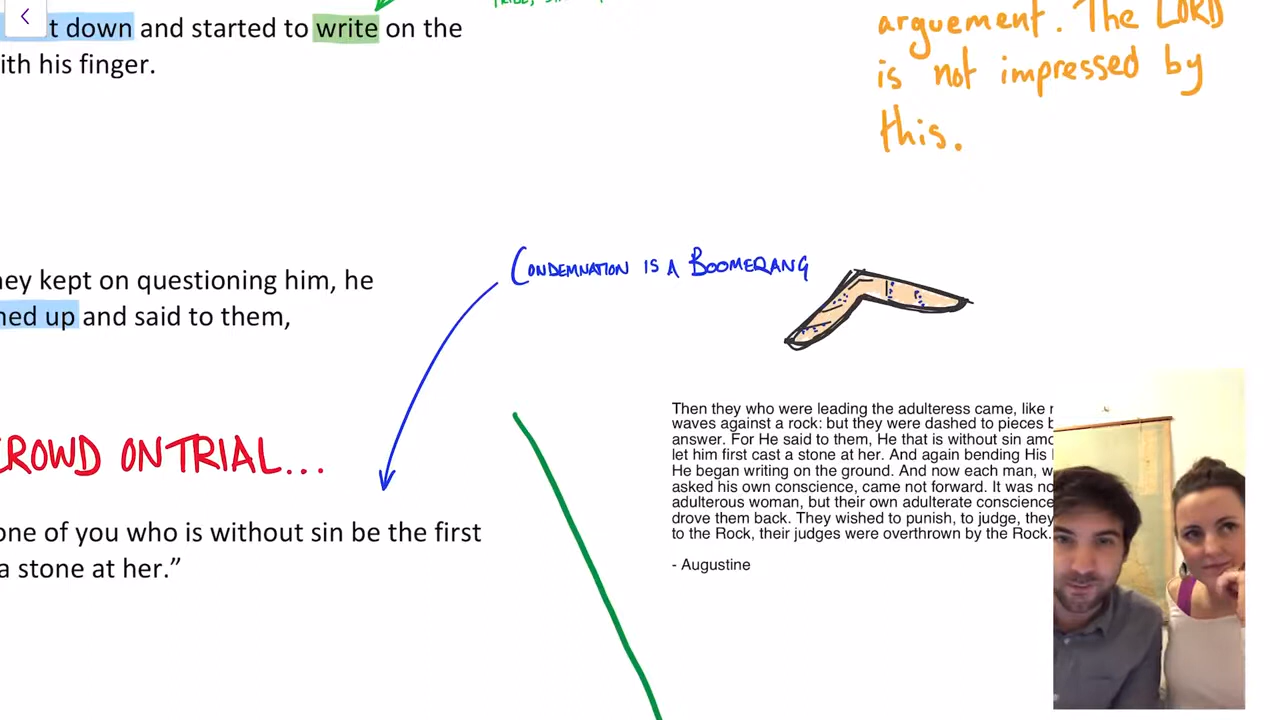 t down and started to write on the
ith his finger.
arguement. The LORD
is not impressed by
this.
CONDEMNATION IS A BOOMERANG
hey kept on questioning him, he
ned up and said to them,
CROWD ON TRIAL...
one of you who is without sin be the first
a stone at her.”
Then they who were leading the adulteress came, like
waves against a rock: but they were dashed to pieces
answer. For He said to them, He that is without sin
let him first cast a stone at her. And again bending His
He began writing on the ground. And now each man,
asked his own conscience, came not forward. It was
adulterous woman, but their own adulterate conscience
drove them back. They wished to punish, to judge, they
to the Rock, their judges were overthrown by the Rock.
- Augustine